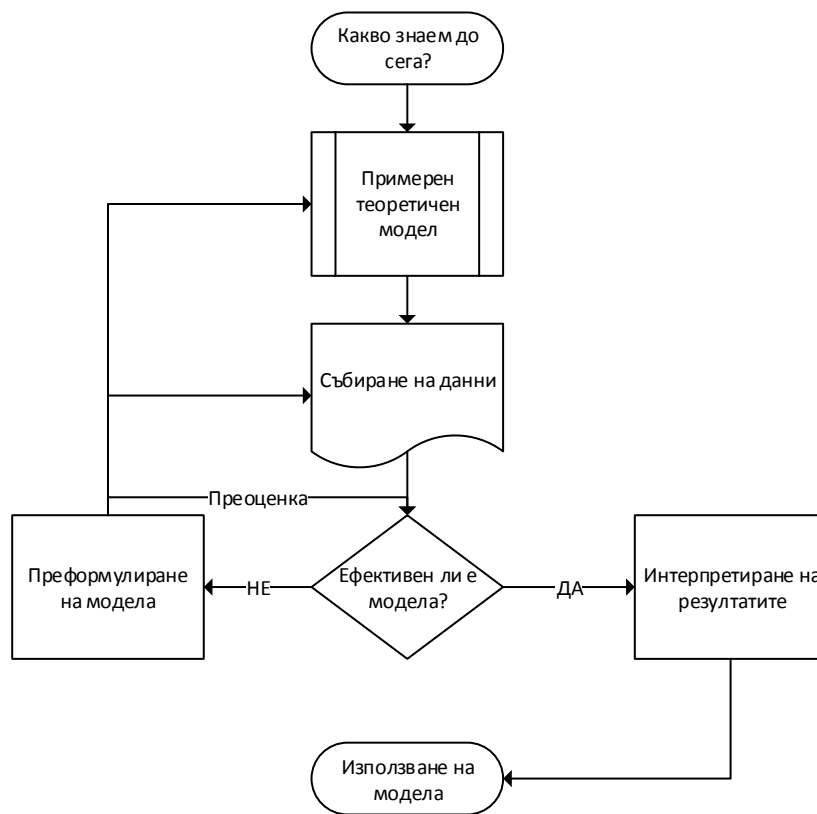 Какво знаем до
сега?
Примерен
теоретичен
модел
Събиране на данни
Преоценка
Преформулиране
на модела
НЕ
Ефективен ли е
модела?
ДА
Интерпретиране на
резултатите
Използване на
модела